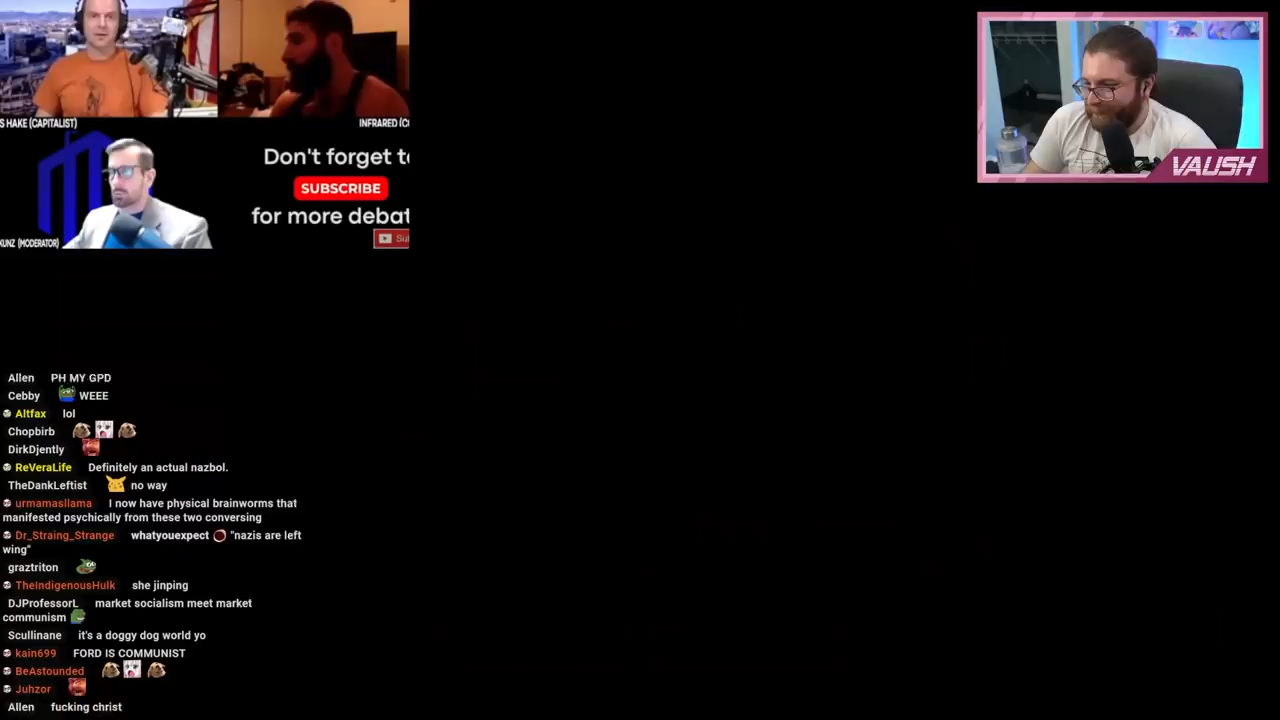 S HAKE (CAPITALIST)
INFRARED (C
Don't forget to
SUBSCRIBE
for more debat
KUNZ (MODERATOR)
VAUSH
Allen PH MY GPD
Cebby WEEE
Altfax lol
Chopbirb
DirkDjently
ReVeraLife Definitely an actual nazbol.
TheDankLeftist no way
urmamasllama I now have physical brainworms that
manifested psychically from these two conversing
Dr_Straing_Strange whatyouexpect "nazis are left
wing"
graztriton
TheIndigenousHulk she jinping
DJProfessorL market socialism meet market
communism
Scullinane it's a doggy dog world yo
kain699 FORD IS COMMUNIST
BeAstounded
Juhzor
Allen fucking christ